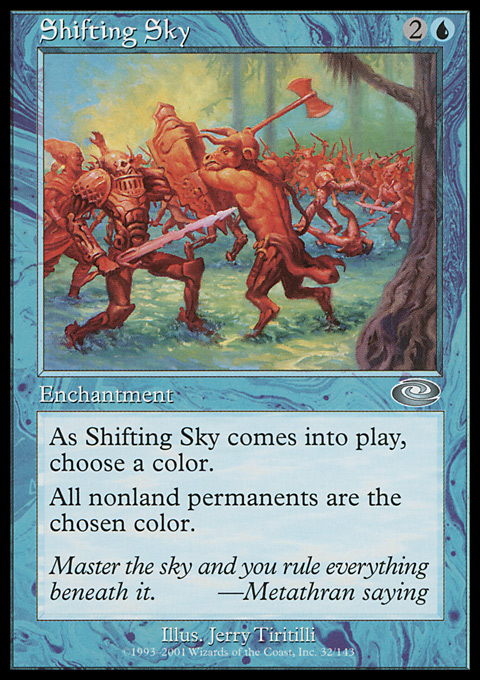 Shifting Sky 2
Enchantment
As Shifting Sky comes into play,
choose a color.
All nonland permanents are the
chosen color.
Master the sky and you rule everything
beneath it. —Metathran saying
Illus. Jerry Tiritilli
©1993–2001 Wizards of the Coast, Inc. 32/143